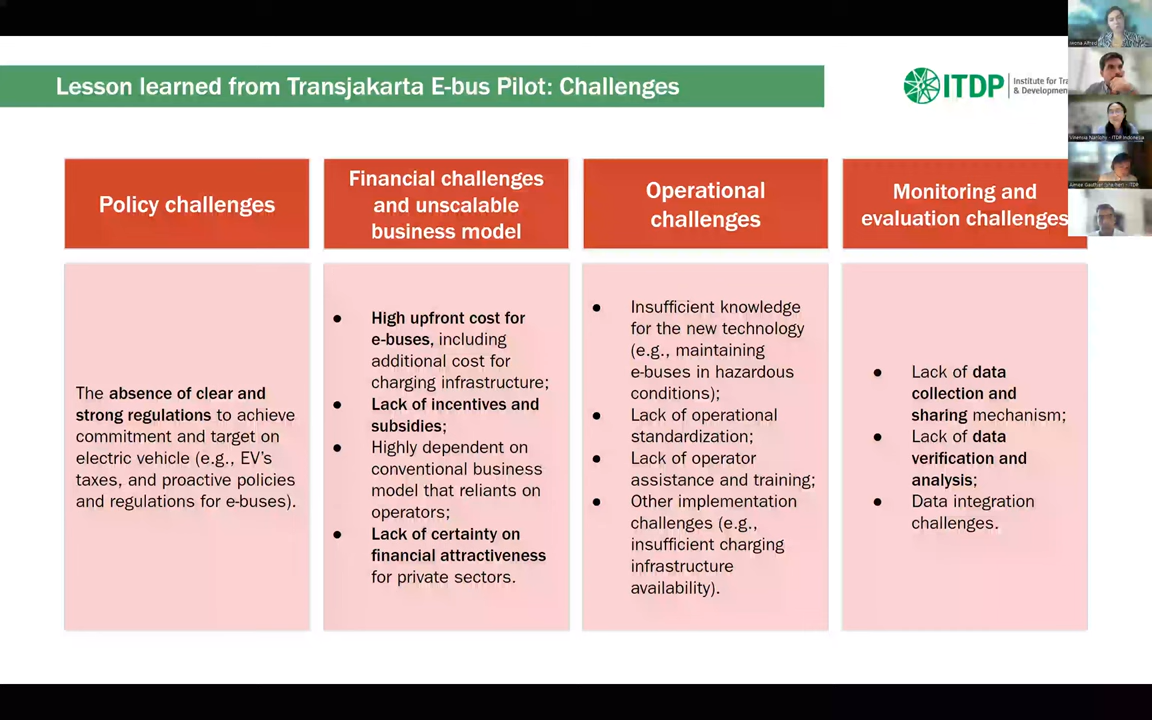 Lesson learned from Transjakarta E-bus Pilot: Challenges
ITDP
Institute for
& Developmen
Policy challenges
The absence of clear and
strong regulations to achieve
commitment and target on
electric vehicle (e.g., EV's
taxes, and proactive policies
and regulations for e-buses).
Financial challenges
and unscalable
business model
● High upfront cost for
e-buses, including
additional cost for
charging infrastructure;
● Lack of incentives and
subsidies;
● Highly dependent on
conventional business
model that reliants on
operators;
● Lack of certainty on
financial attractiveness
for private sectors.
Operational
challenges
● Insufficient knowledge
for the new technology
(e.g., maintaining
e-buses in hazardous
conditions);
● Lack of operational
standardization;
● Lack of operator
assistance and training;
● Other implementation
challenges (e.g.,
insufficient charging
infrastructure
availability).
Monitoring and
evaluation challenges
● Lack of data
collection and
sharing mechanism;
● Lack of data
verification and
analysis;
● Data integration
challenges.